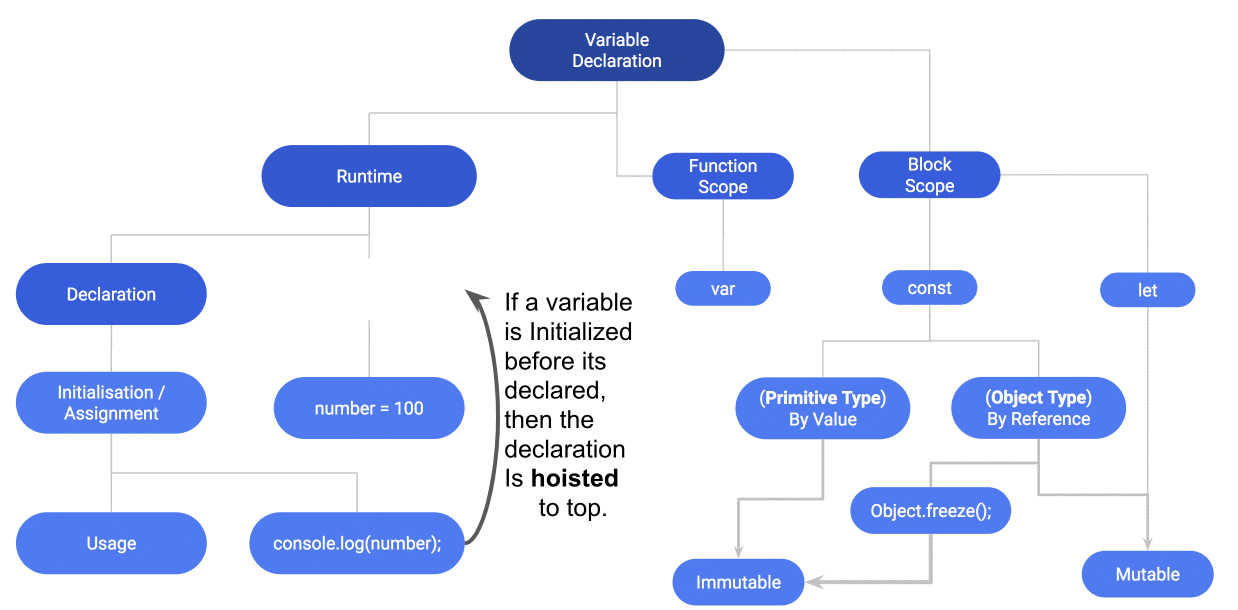 Variable
Declaration
Runtime
Function
Scope
Block
Scope
Declaration
var
const
let
If a variable
is Initialized
before its
declared,
then the
declaration
Is hoisted
to top.
Initialisation /
Assignment
number = 100
(Primitive Type)
By Value
(Object Type)
By Reference
Usage
console.log(number);
Object.freeze();
Immutable
Mutable